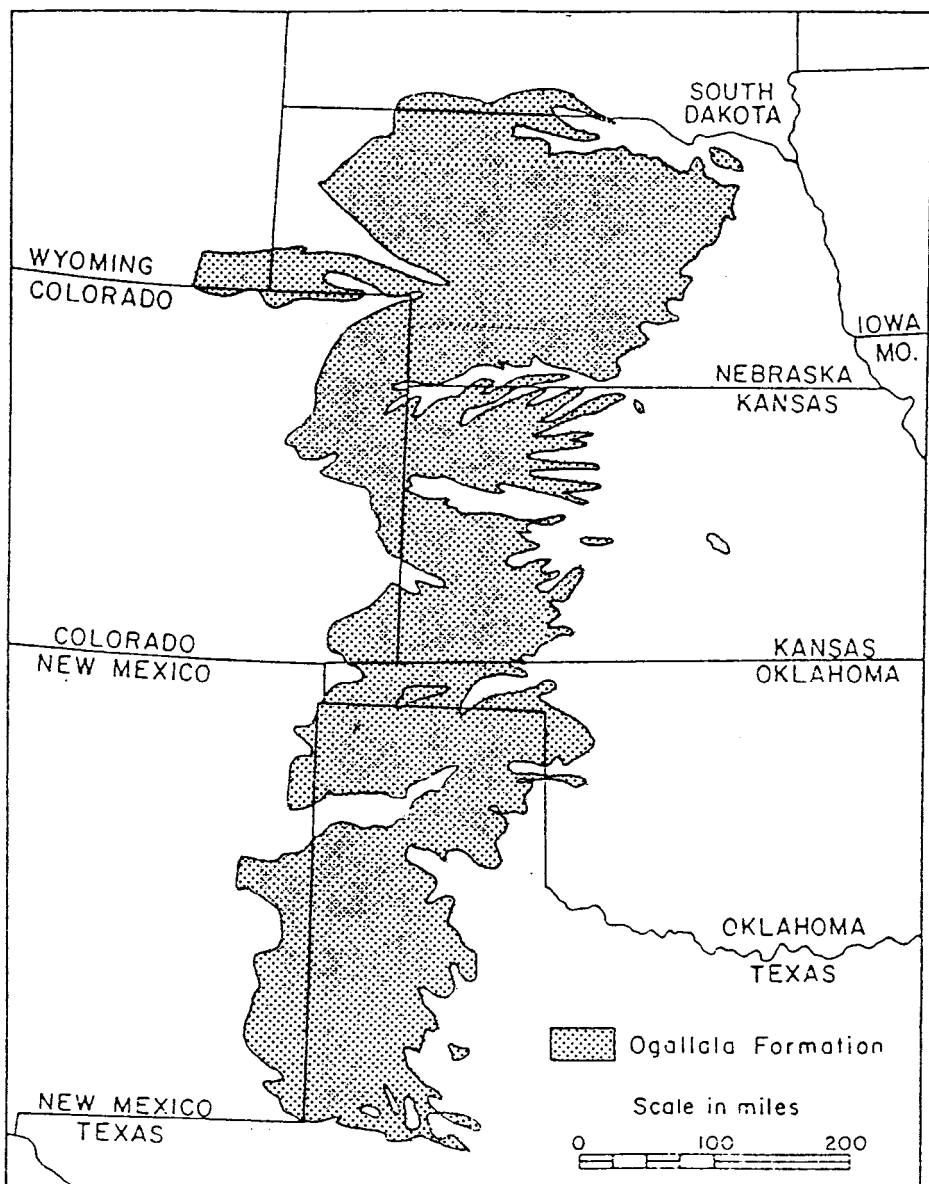 SOUTH
DAKOTA
WYOMING
COLORADO
IOWA
MO.
NEBRASKA
KANSAS
COLORADO
NEW MEXICO
KANSAS
OKLAHOMA
OKLAHOMA
TEXAS
Ogallala Formation
NEW MEXICO
TEXAS
Scale in miles
0 100 200